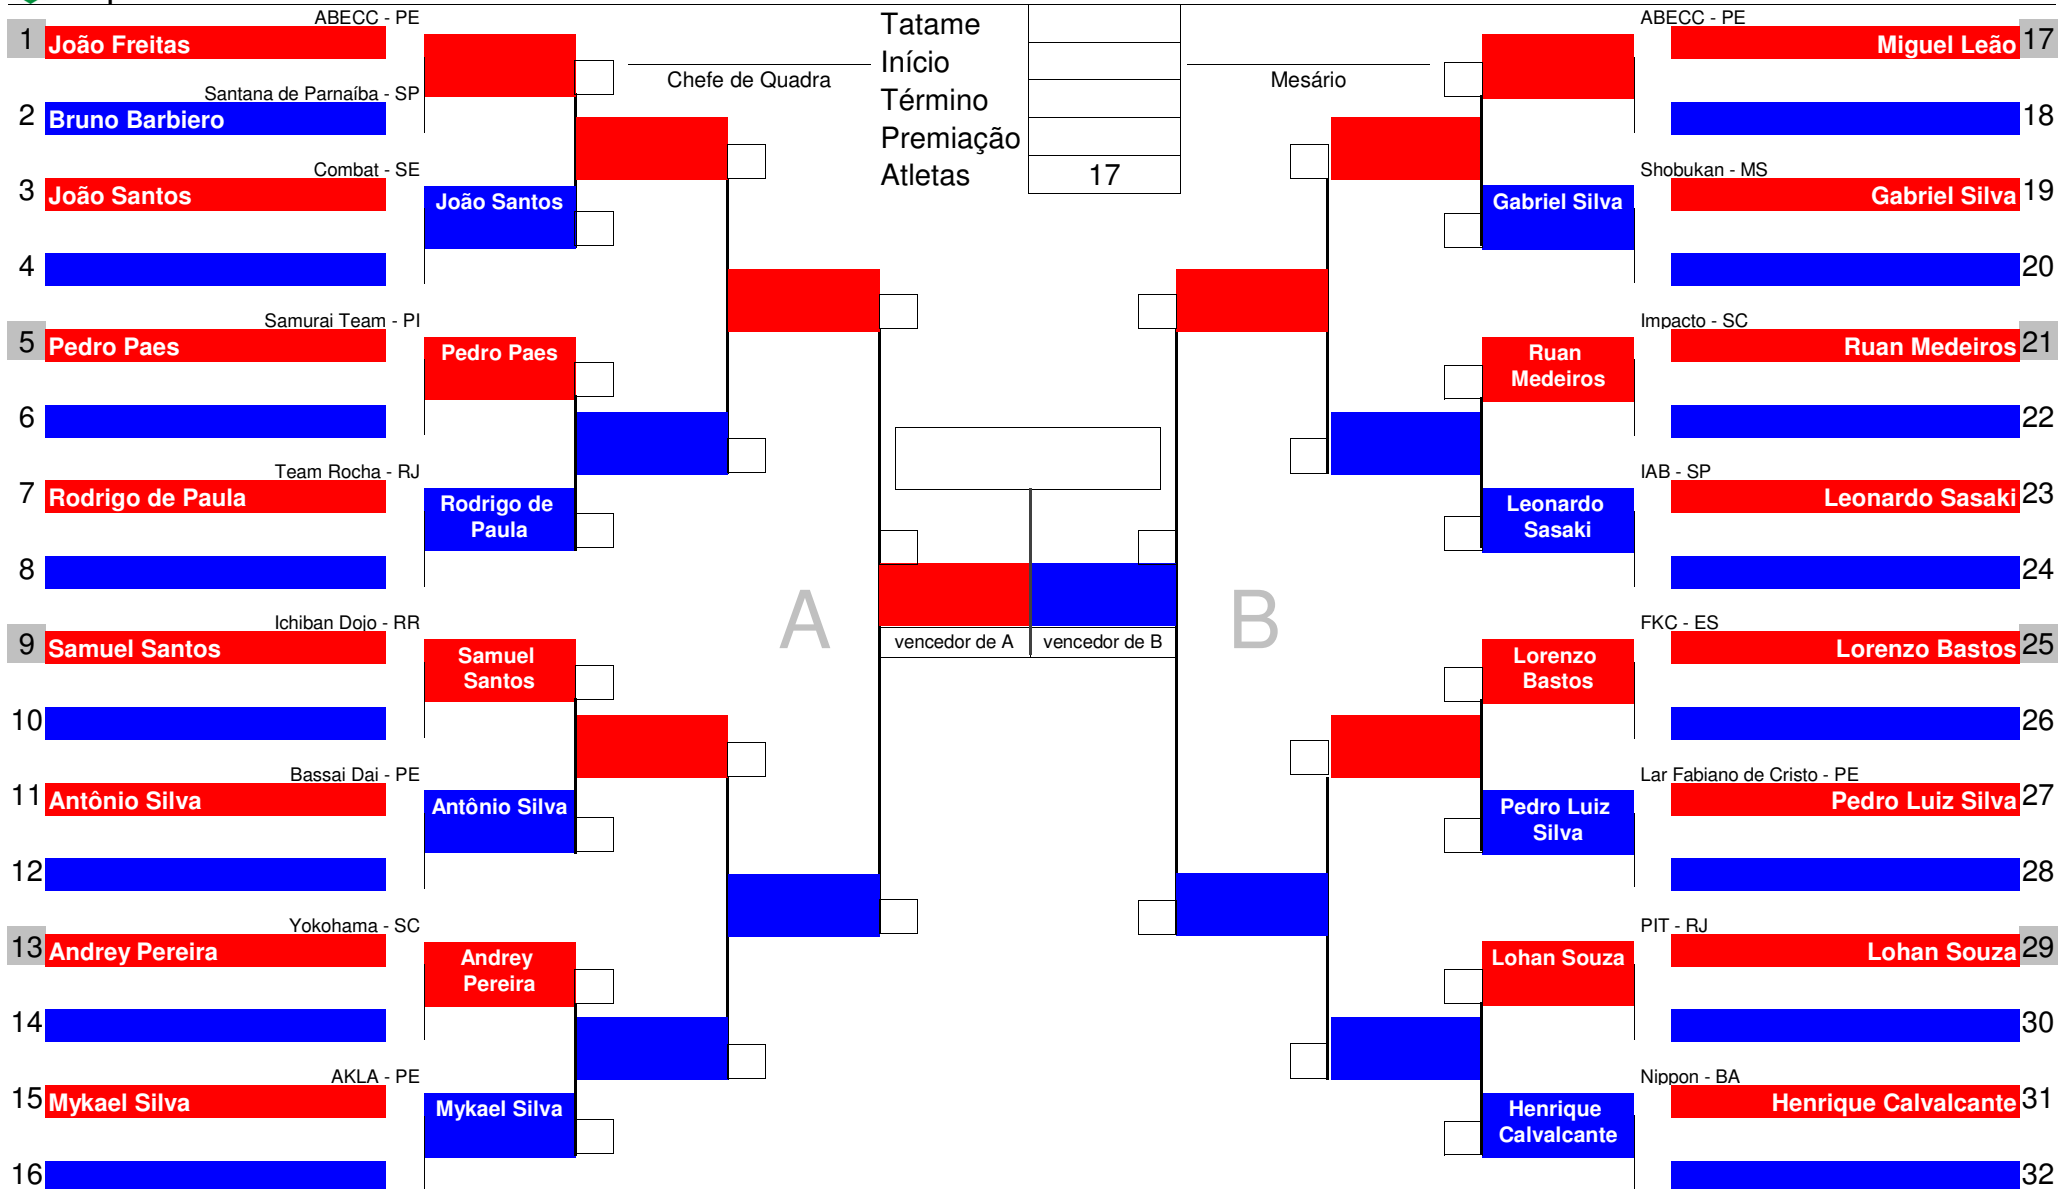 Tatame
Início
Término
Premiação
Atletas 17
Chefe de Quadra
Mesário
ABECC - PE
1 João Freitas
Santana de Parnaíba - SP
2 Bruno Barbiero
Combat - SE
3 João Santos
João Santos
4
Samurai Team - PI
5 Pedro Paes
Pedro Paes
6
Team Rocha - RJ
7 Rodrigo de Paula
Rodrigo de
Paula
8
Ichiban Dojo - RR
9 Samuel Santos
Samuel
Santos
10
Bassai Dai - PE
11 Antônio Silva
Antônio Silva
12
Yokohama - SC
13 Andrey Pereira
Andrey
Pereira
14
AKLA - PE
15 Mykael Silva
Mykael Silva
16
A
vencedor de A
vencedor de B
B
ABECC - PE
Miguel Leão 17
18
Shobukan - MS
Gabriel Silva 19
Gabriel Silva
20
Impacto - SC
Ruan Medeiros 21
Ruan
Medeiros
22
IAB - SP
Leonardo Sasaki 23
Leonardo
Sasaki
24
FKC - ES
Lorenzo Bastos 25
Lorenzo
Bastos
26
Lar Fabiano de Cristo - PE
Pedro Luiz Silva 27
Pedro Luiz
Silva
28
PIT - RJ
Lohan Souza 29
Lohan Souza
30
Nippon - BA
Henrique Calvalcante 31
Henrique
Calvalcante
32